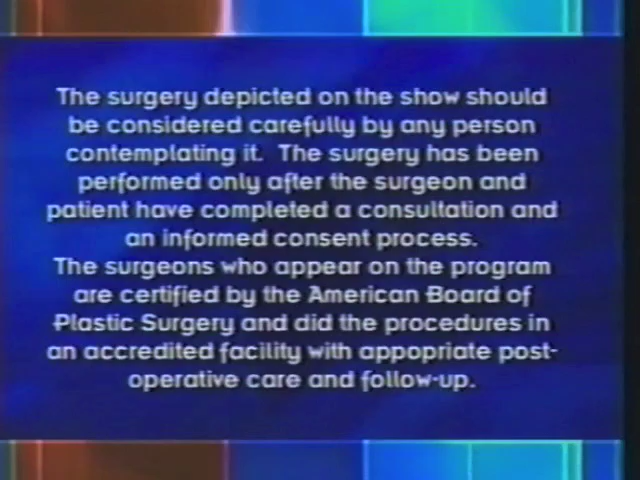 The surgery depicted on the show should
be considered carefully by any person
contemplating it. The surgery has been
performed only after the surgeon and
patient have completed a consultation and
an informed consent process.
The surgeons who appear on the program
are certified by the American Board of
Plastic Surgery and did the procedures in
an accredited facility with appopriate post-
operative care and follow-up.